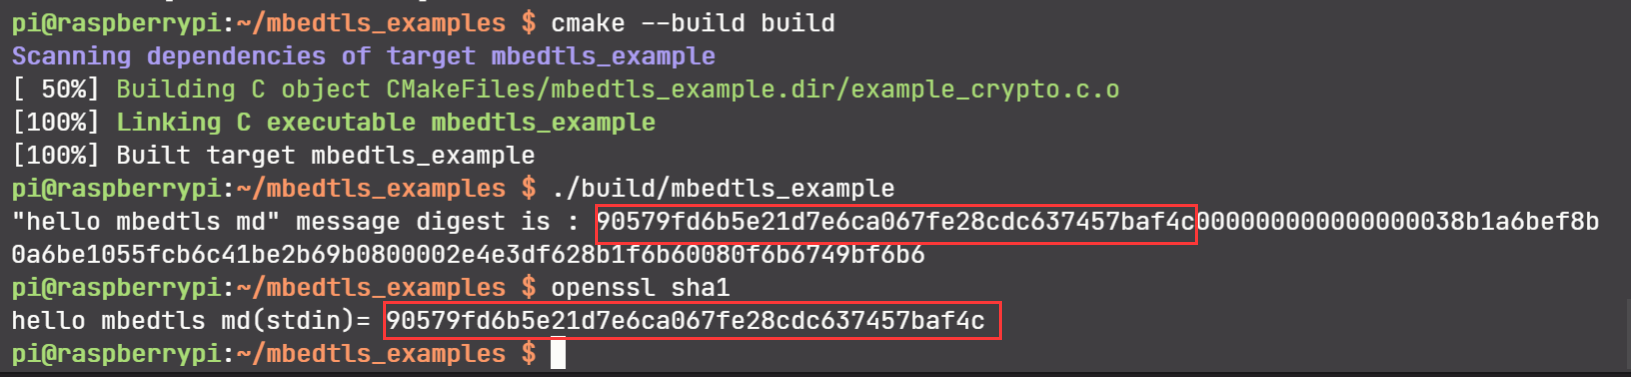 pi@raspberrypi:~/mbedtls_examples $ cmake --build build
Scanning dependencies of target mbedtls_example
[ 50%] Building C object CMakeFiles/mbedtls_example.dir/example_crypto.c.o
[100%] Linking C executable mbedtls_example
[100%] Built target mbedtls_example
pi@raspberrypi:~/mbedtls_examples $ ./build/mbedtls_example
"hello mbedtls md" message digest is : 90579fd6b5e21d7e6ca067fe28cdc637457baf4c000000000000000038b1a6bef8b
0a6be1055fcb6c41be2b69b0800002e4e3df628b1f6b60080f6b6749bf6b6
pi@raspberrypi:~/mbedtls_examples $ openssl sha1
hello mbedtls md(stdin)= 90579fd6b5e21d7e6ca067fe28cdc637457baf4c
pi@raspberrypi:~/mbedtls_examples $